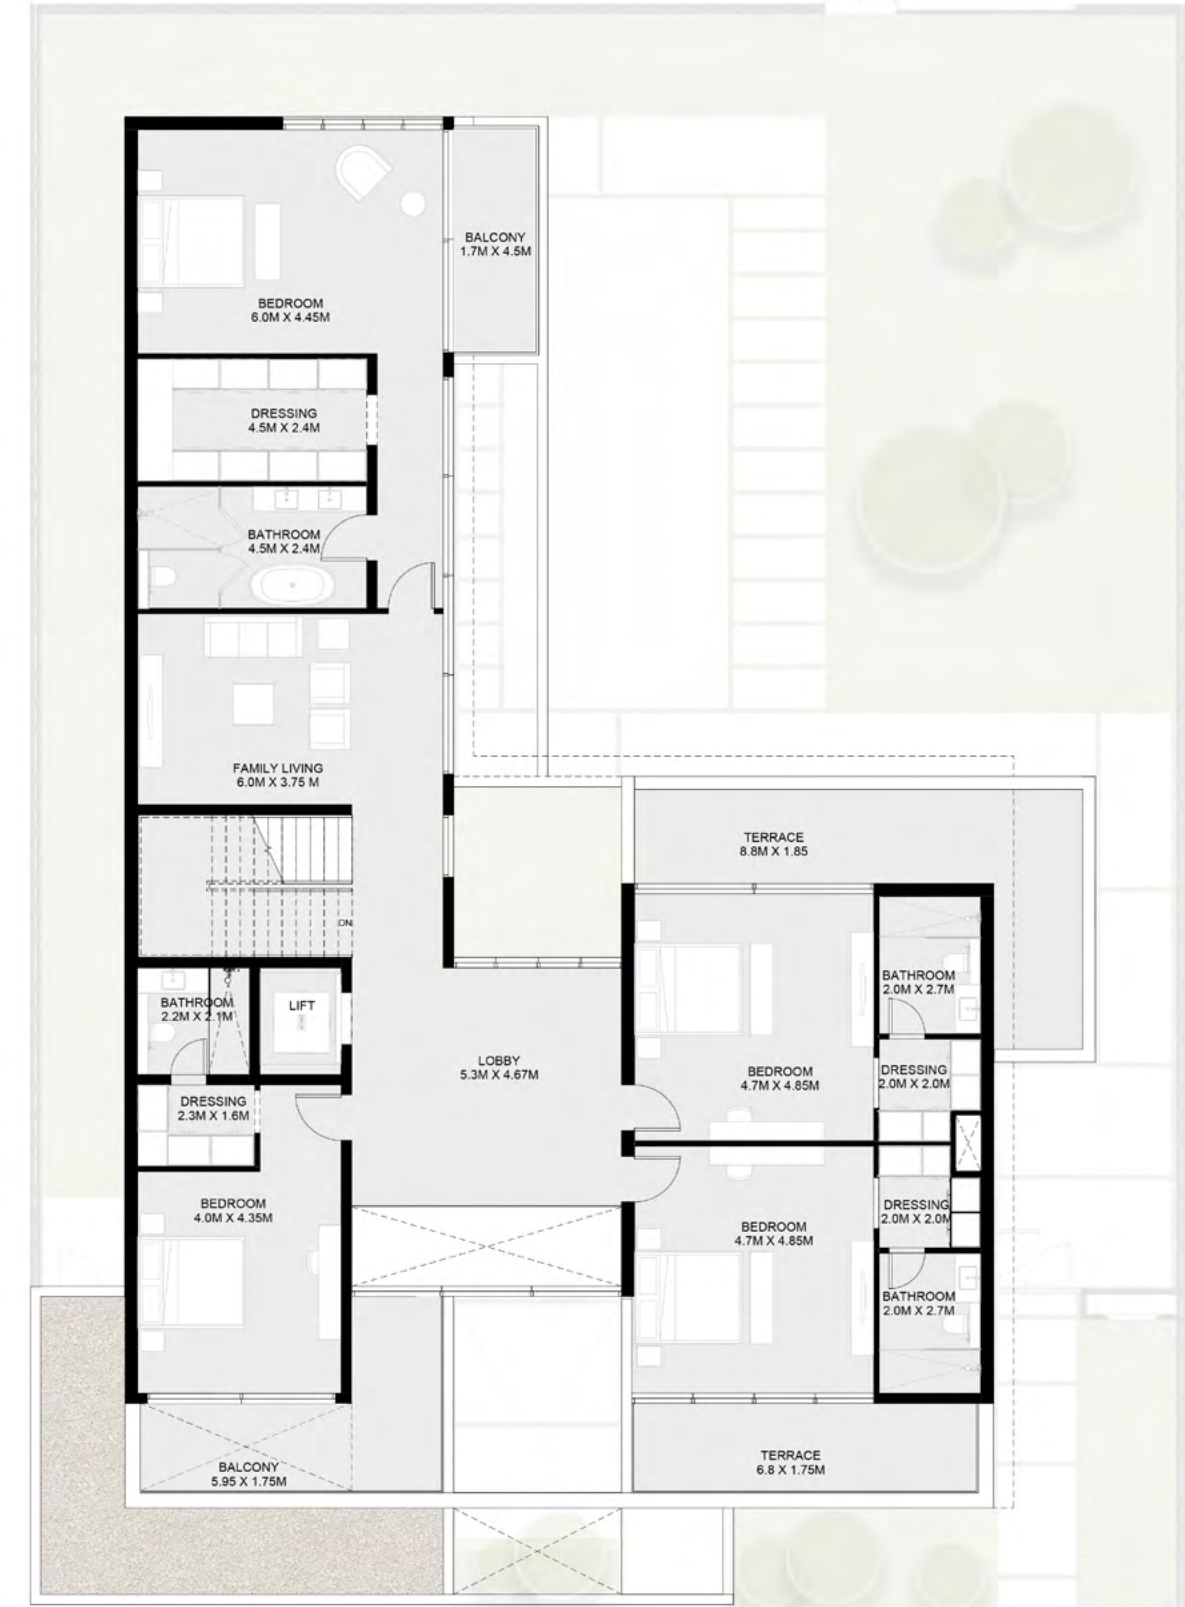 BALCONY
1.7M X 4.5M
BEDROOM
6.0M X 4.45M
DRESSING
4.5M X 2.4M
BATHROOM
4.5M X 2.4M
FAMILY LIVING
6.0M X 3.75 M
TERRACE
8.8M X 1.85
DN
BATHROOM
2.2M X 2.1M
LIFT
BATHROOM
2.0M X 2.7M
LOBBY
5.3M X 4.67M
BEDROOM
4.7M X 4.85M
DRESSING
2.0M X 2.0M
DRESSING
2.3M X 1.6M
BEDROOM
4.0M X 4.35M
BEDROOM
4.7M X 4.85M
DRESSING
2.0M X 2.0M
BATHROOM
2.0M X 2.7M
BALCONY
5.95 X 1.75M
TERRACE
6.8 X 1.75M